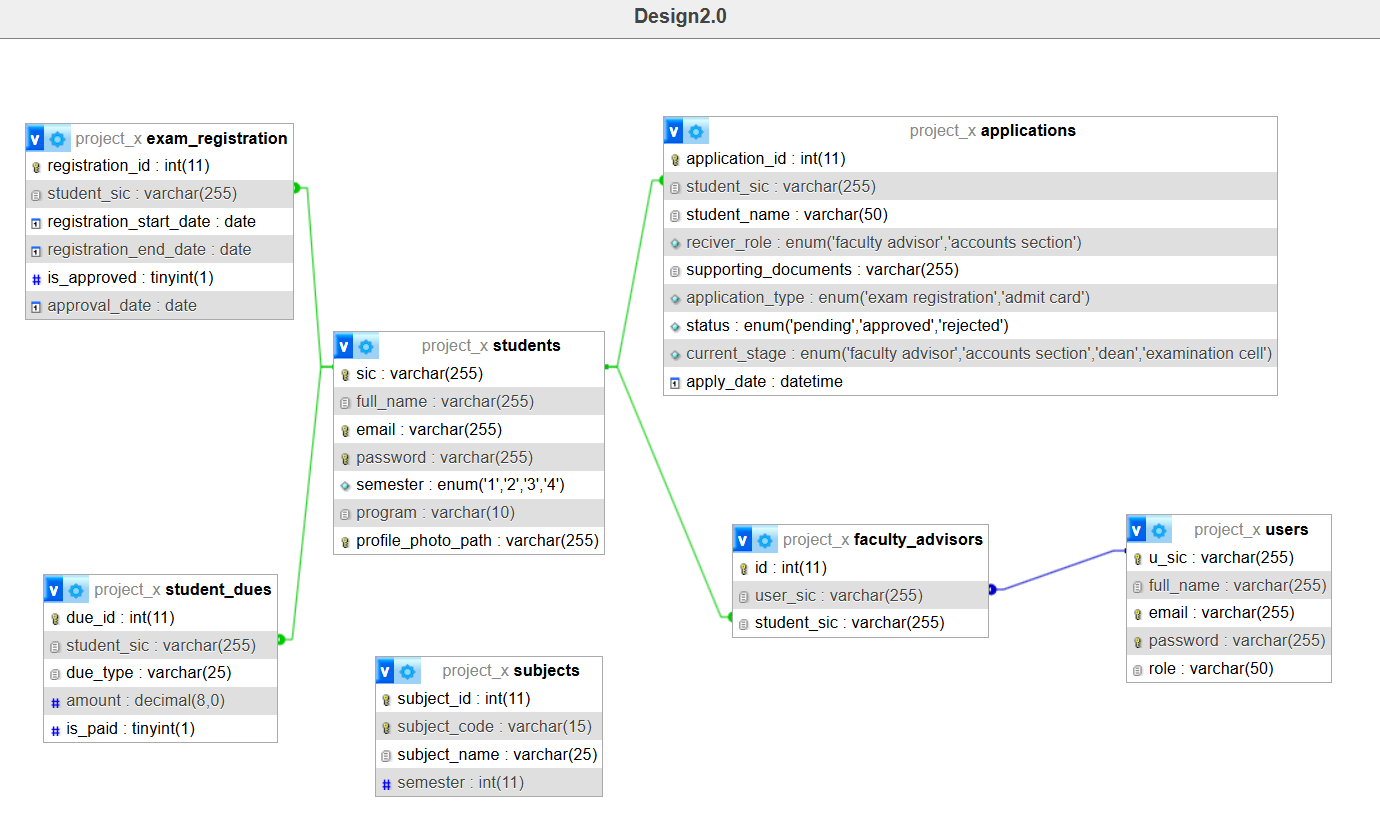 Design2.0
v project_x exam_registration
registration_id : int(11)
student_sic : varchar(255)
registration_start_date : date
registration_end_date : date
# is_approved : tinyint(1)
approval_date : date
v project_x applications
application_id : int(11)
student_sic : varchar(255)
student_name : varchar(50)
reciver_role : enum('faculty advisor','accounts section')
supporting_documents : varchar(255)
application_type : enum('exam registration','admit card')
status : enum('pending','approved','rejected')
current_stage : enum('faculty advisor','accounts section','dean','examination cell')
apply_date : datetime
v project_x students
sic : varchar(255)
full_name : varchar(255)
email : varchar(255)
password : varchar(255)
semester : enum('1','2','3','4')
program : varchar(10)
profile_photo_path : varchar(255)
v project_x student_dues
due_id : int(11)
student_sic : varchar(255)
due_type : varchar(25)
# amount : decimal(8,0)
# is_paid : tinyint(1)
v project_x subjects
subject_id : int(11)
subject_code : varchar(15)
subject_name : varchar(25)
# semester : int(11)
v project_x faculty_advisors
id : int(11)
user_sic : varchar(255)
student_sic : varchar(255)
v project_x users
u_sic : varchar(255)
full_name : varchar(255)
email : varchar(255)
password : varchar(255)
role : varchar(50)